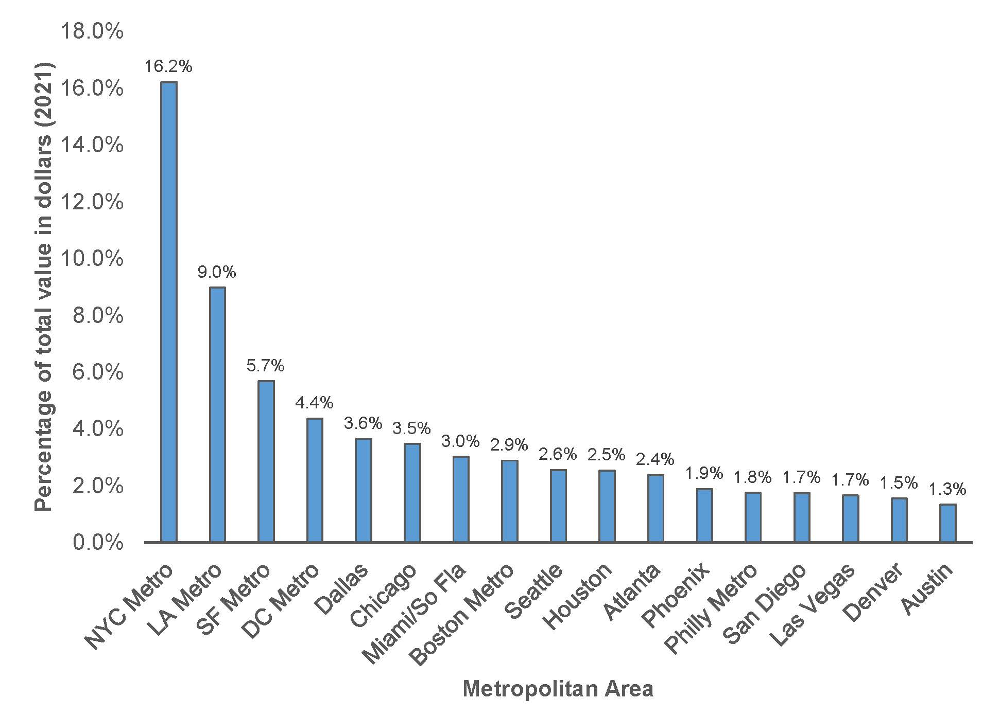 Percentage of total value in dollars (2021)
18.0%
16.0%
14.0%
12.0%
10.0%
8.0%
6.0%
4.0%
2.0%
0.0%
16.2%
9.0%
5.7%
4.4%
3.6%
3.5%
3.0%
2.9%
2.6%
2.5%
2.4%
1.9%
1.8%
1.7%
1.7%
1.5%
1.3%
NYC Metro
LA Metro
SF Metro
DC Metro
Dallas
Chicago
Miami/So Fla
Boston Metro
Seattle
Houston
Atlanta
Phoenix
Philly Metro
San Diego
Las Vegas
Denver
Austin
Metropolitan Area